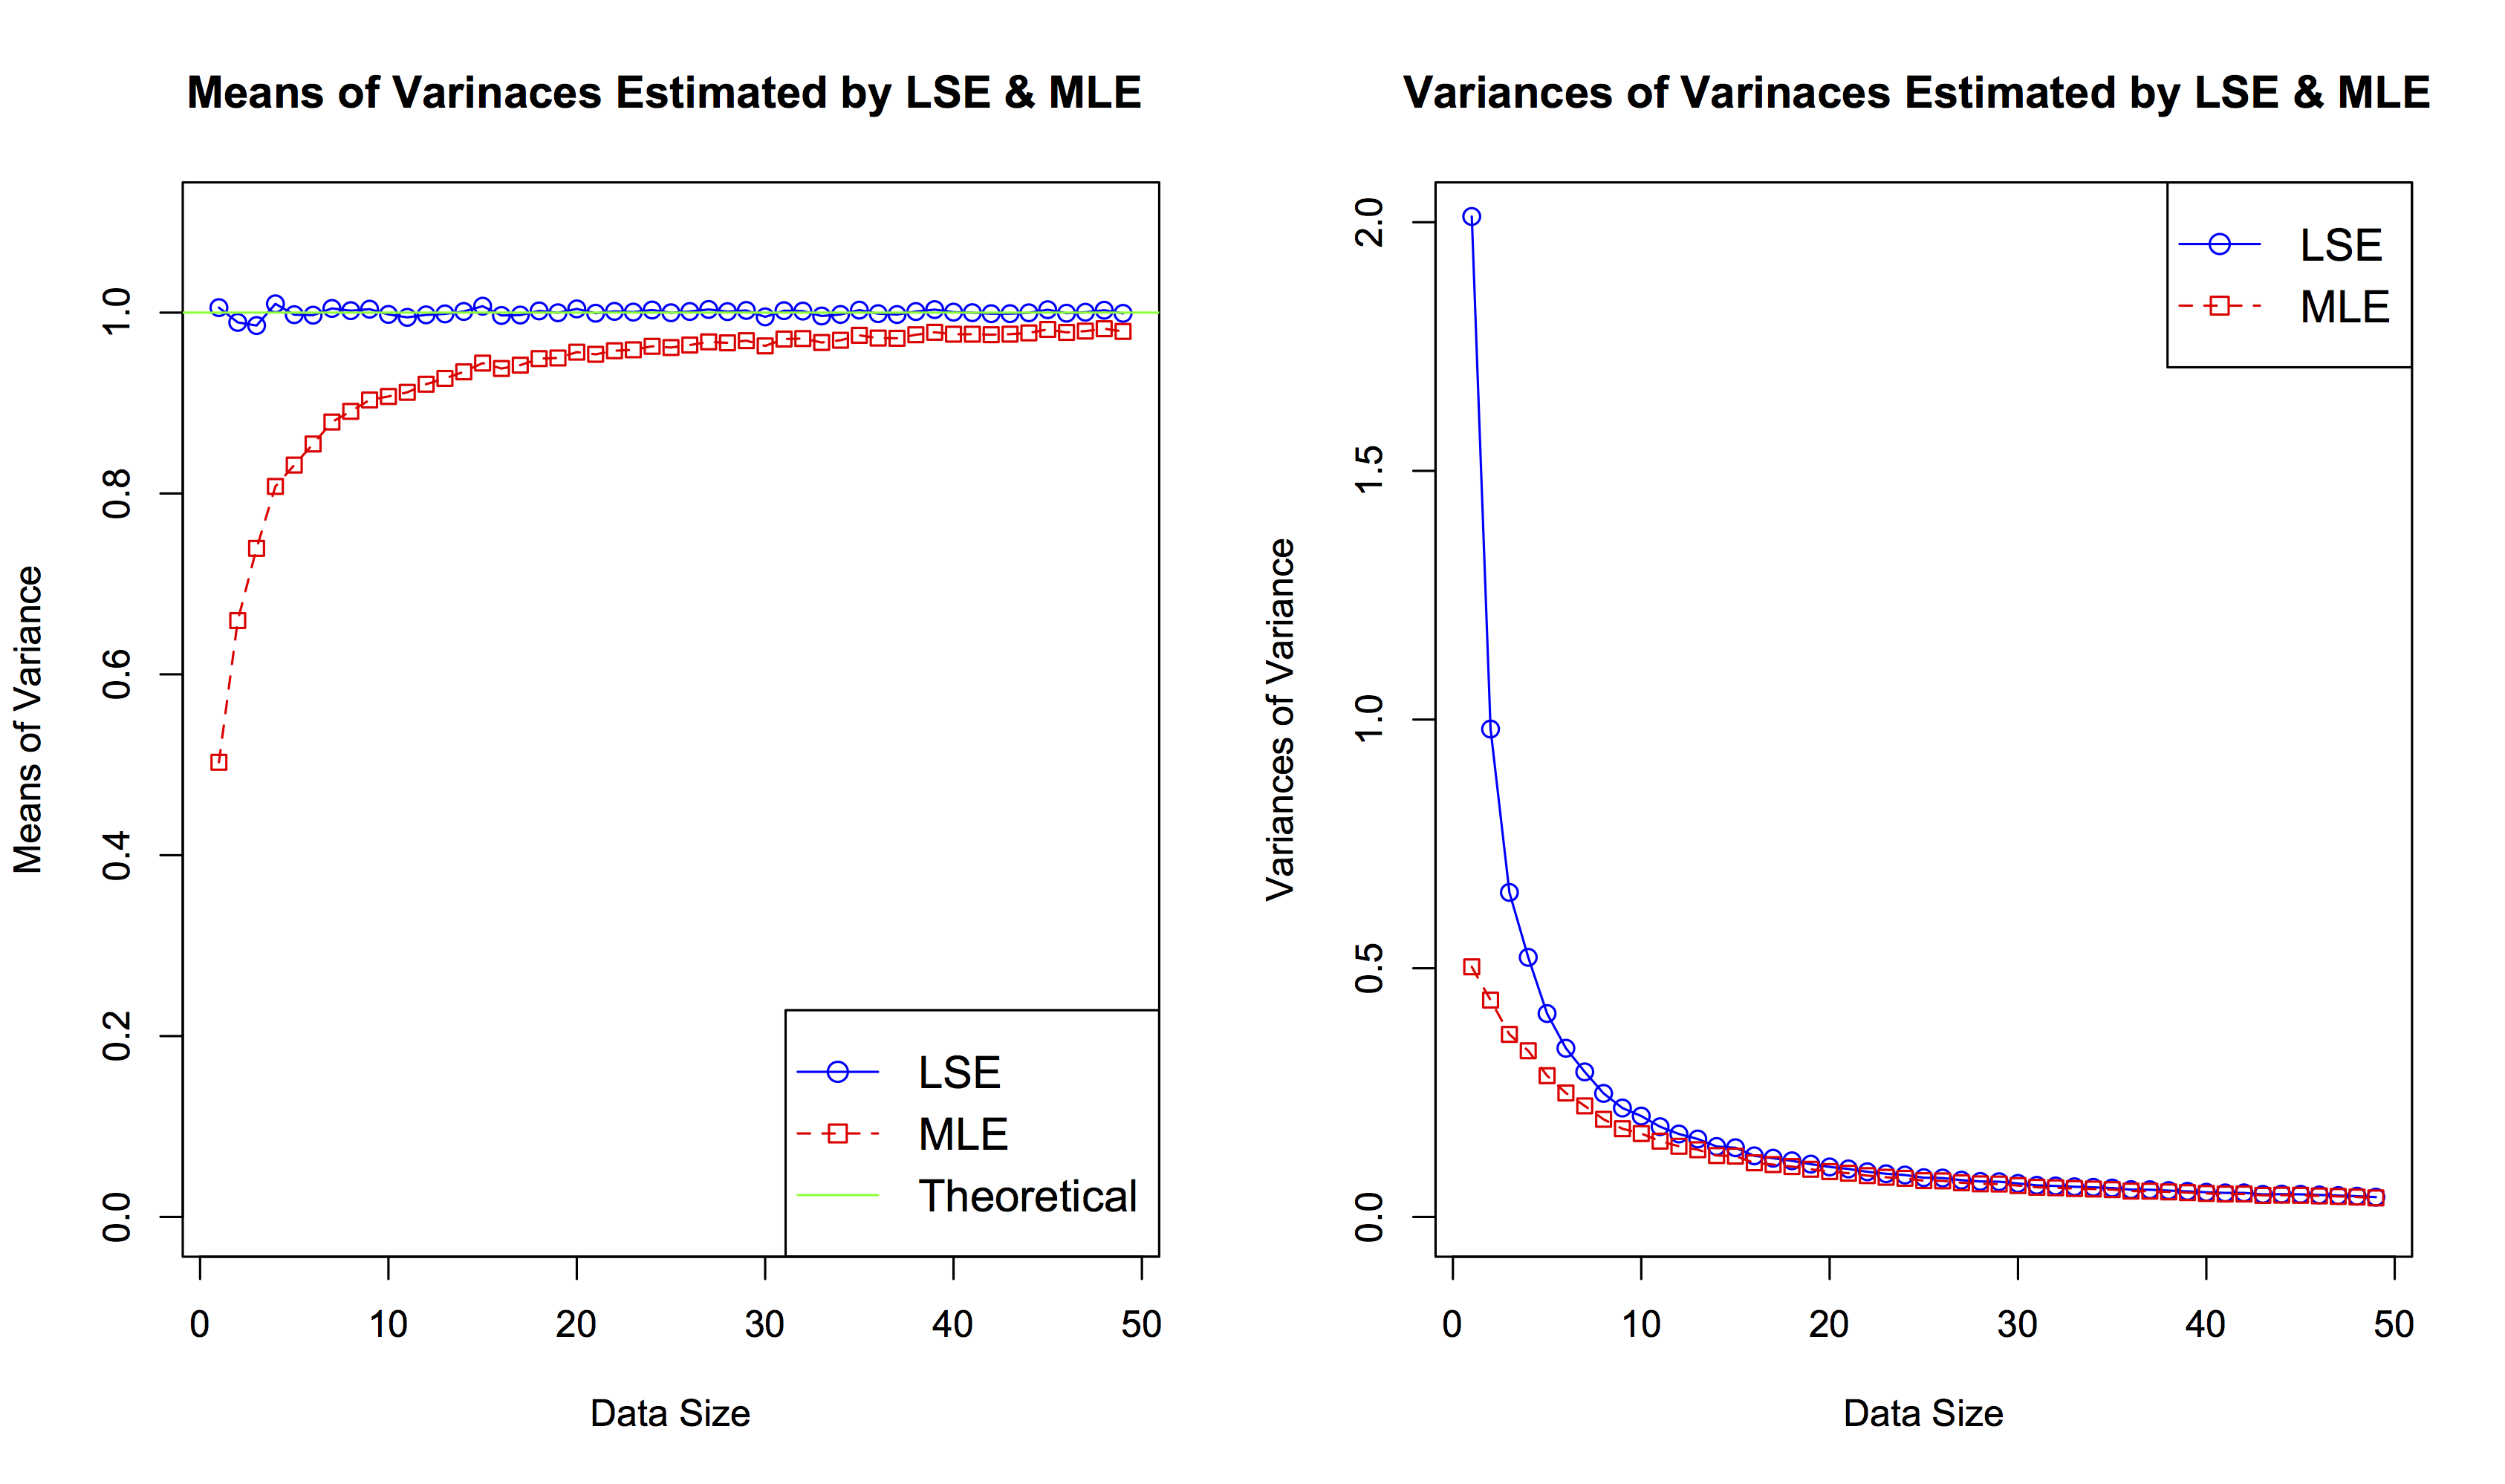 Means of Varinaces Estimated by LSE & MLE
Means of Variance
1.0
0.8
0.6
0.4
0.2
0.0
LSE
MLE
Theoretical
0 10 20 30 40 50
Data Size
Variances of Varinaces Estimated by LSE & MLE
Variances of Variance
2.0
1.5
1.0
0.5
0.0
LSE
MLE
0 10 20 30 40 50
Data Size